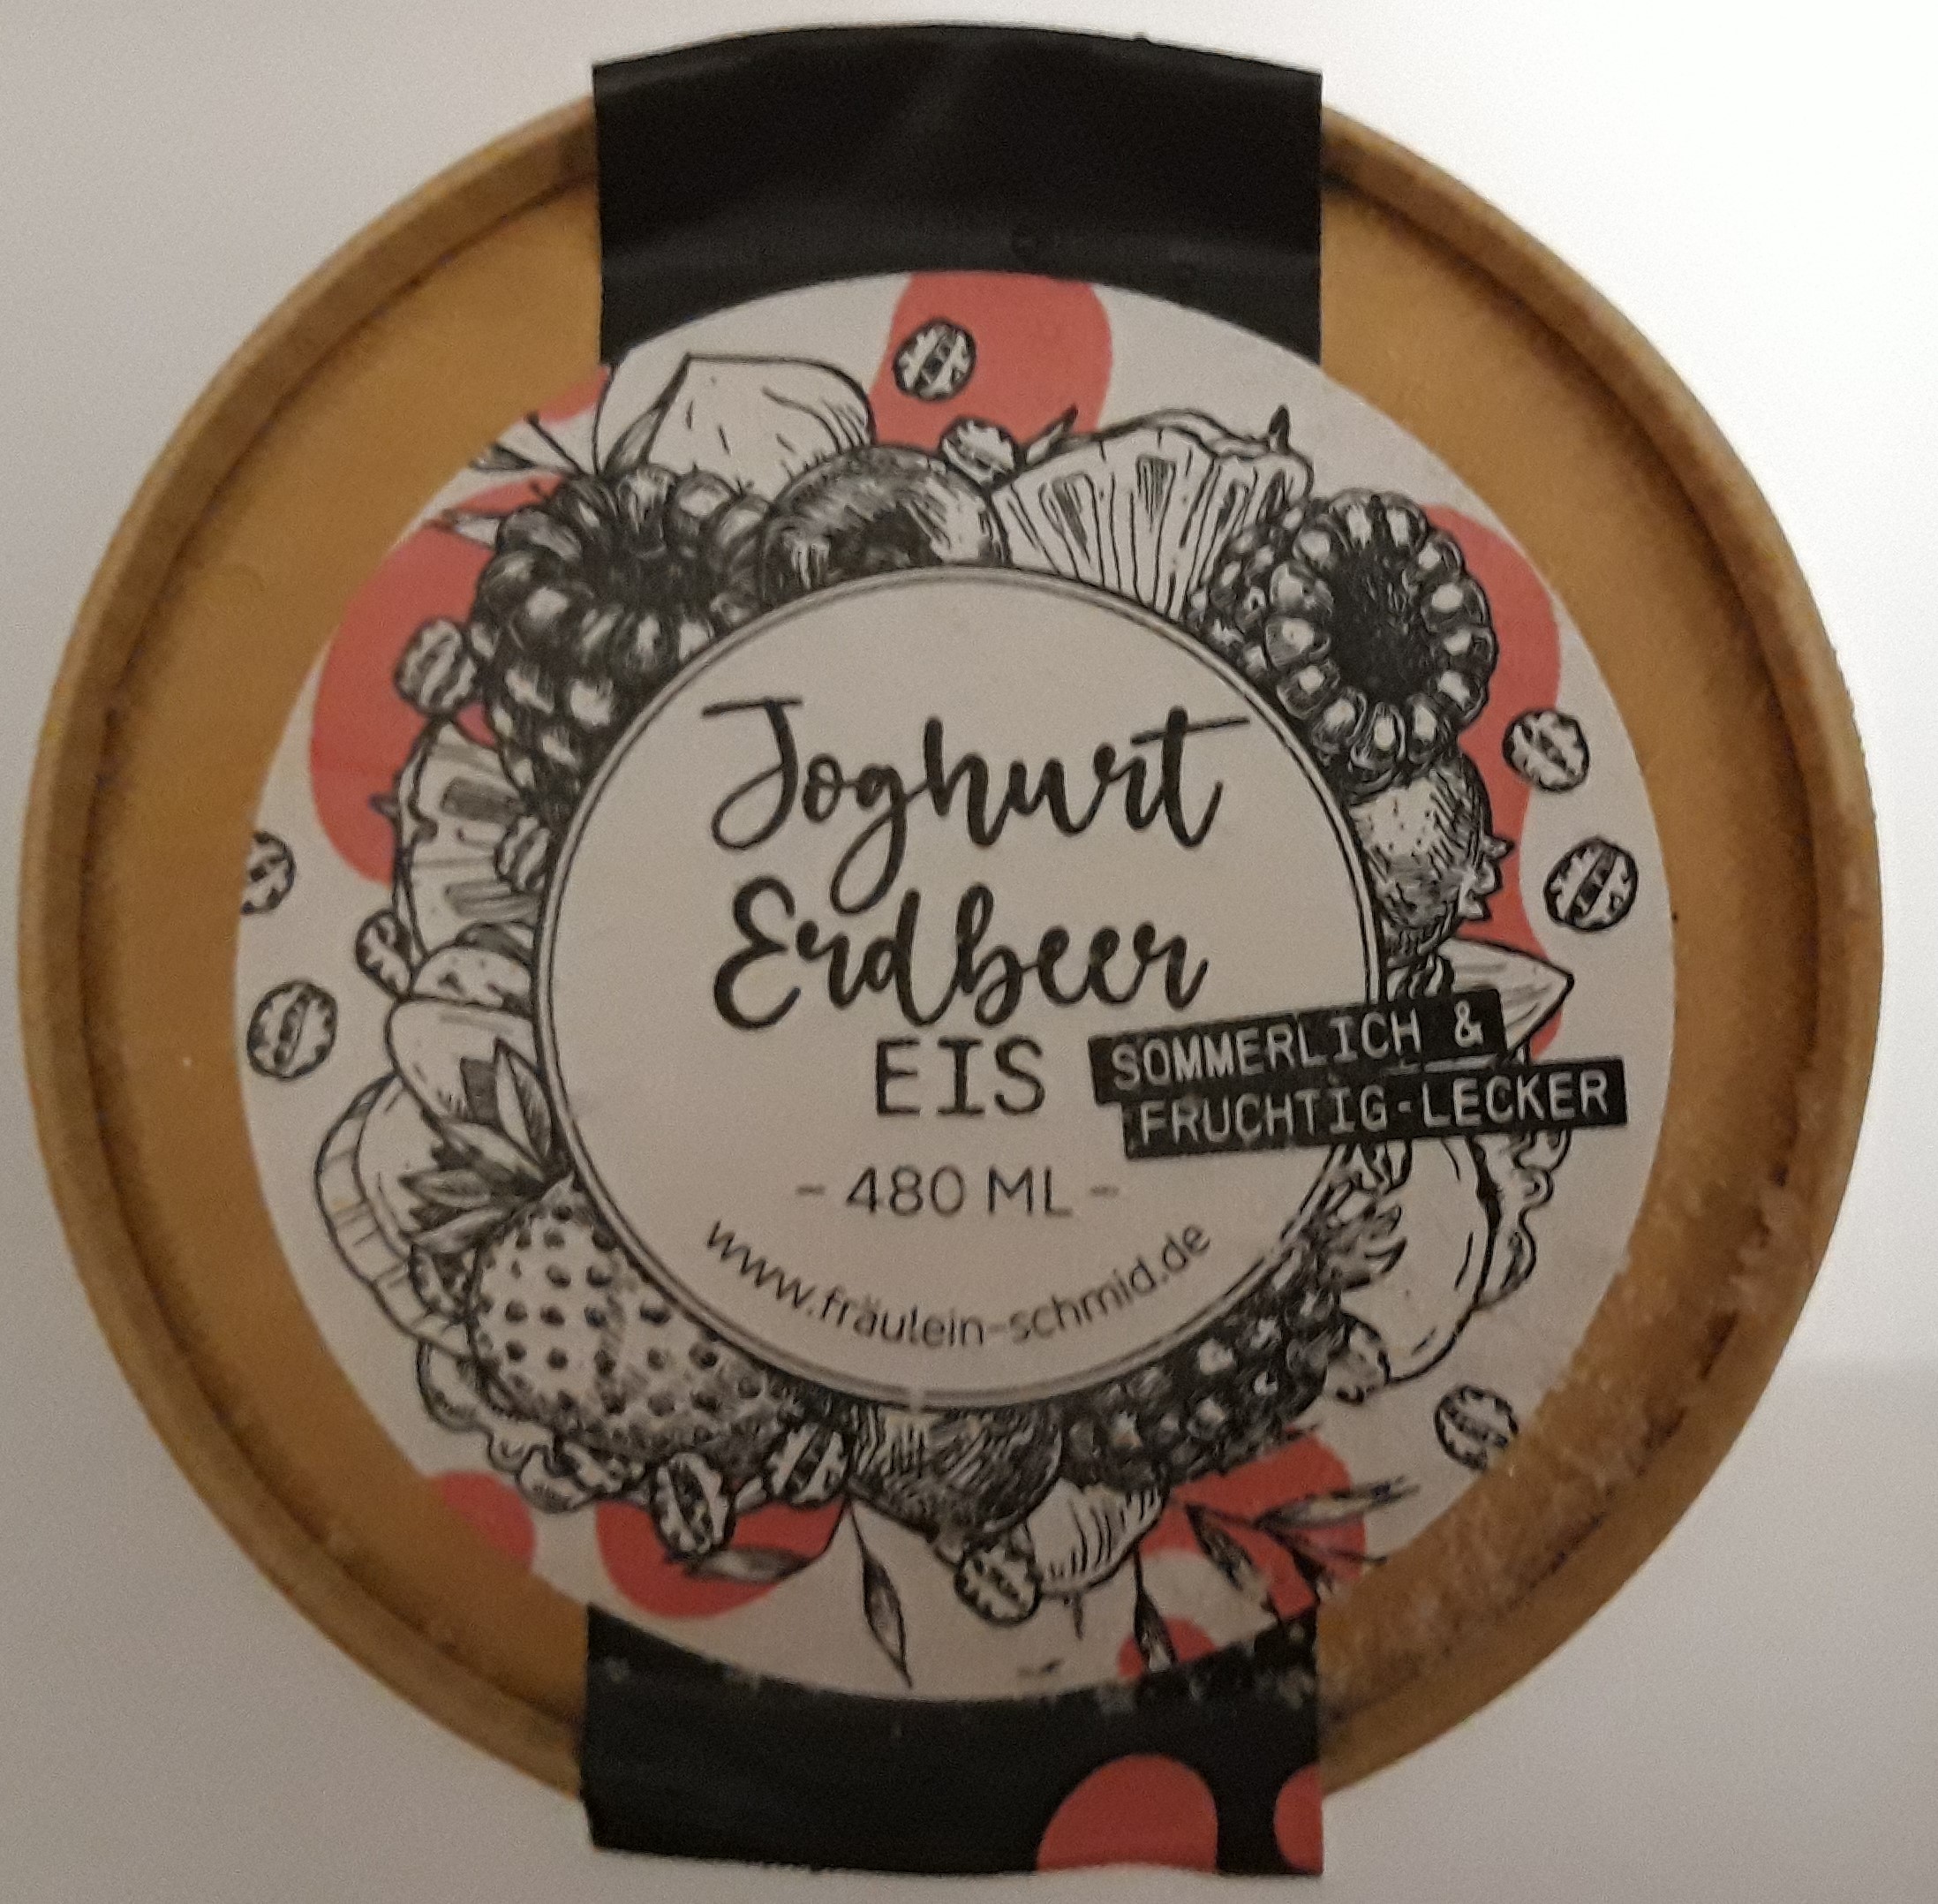 Joghurt
Erdbeer
EIS
SOMMERLICH &
FRUCHTIG-LECKER
- 480 ML -
www.fräulein-schmid.de